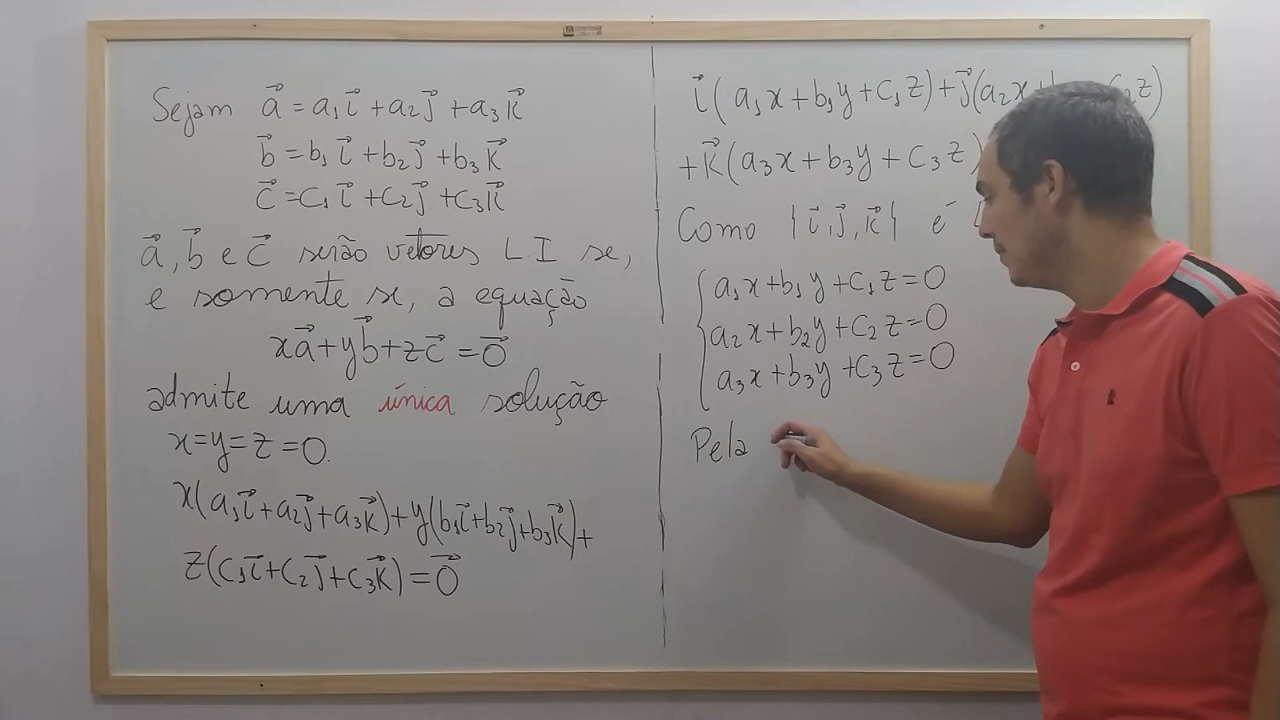 Sejam a⃗ = a₁i⃗ + a₂j⃗ + a₃k⃗
b⃗ = b₁i⃗ + b₂j⃗ + b₃k⃗
c⃗ = c₁i⃗ + c₂j⃗ + c₃k⃗
a⃗, b⃗ e c⃗ serão vetores L.I se,
e somente se, a equação
xa⃗ + yb⃗ + zc⃗ = 0⃗
admite uma única solução
x = y = z = 0.
x(a₁i⃗ + a₂j⃗ + a₃k⃗) + y(b₁i⃗ + b₂j⃗ + b₃k⃗) +
z(c₁i⃗ + c₂j⃗ + c₃k⃗) = 0⃗
i⃗(a₁x + b₁y + c₁z) + j⃗(a₂x + z)
+ k⃗(a₃x + b₃y + c₃z)
Como {i⃗, j⃗, k⃗} é
a₁x + b₁y + c₁z = 0
a₂x + b₂y + c₂z = 0
a₃x + b₃y + c₃z = 0
Pela